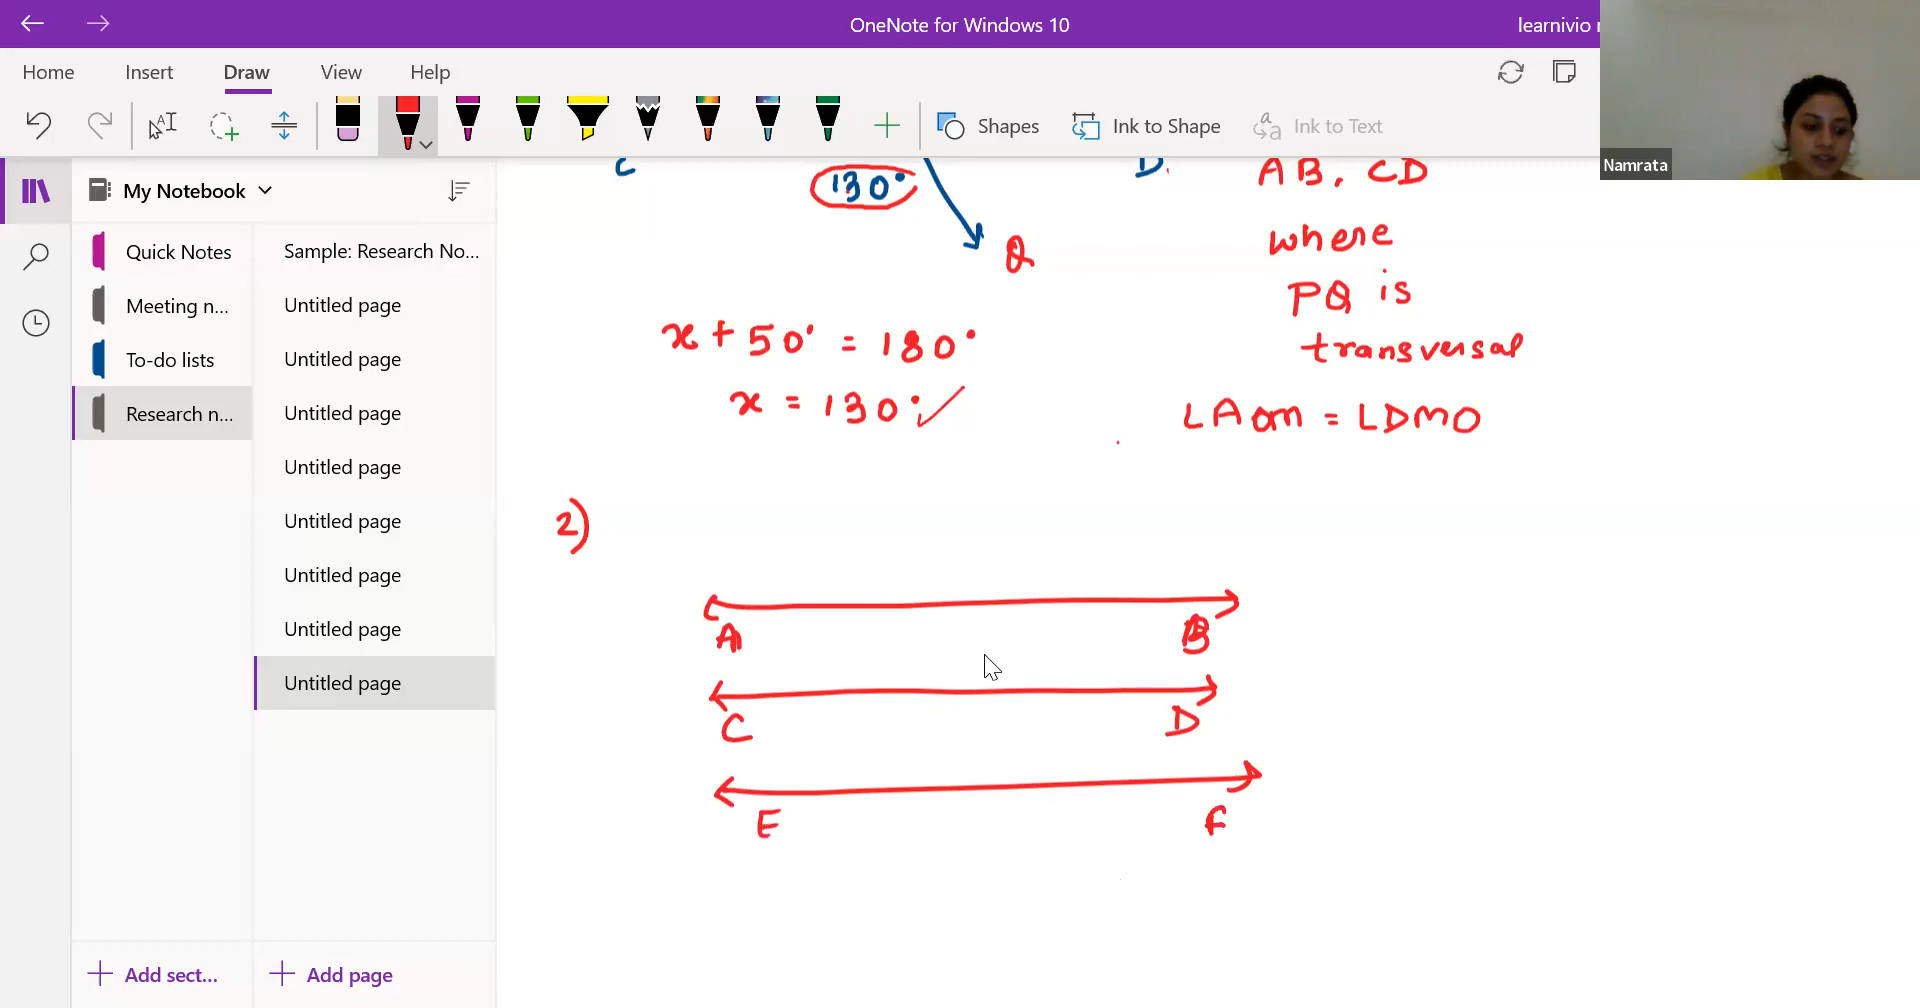 OneNote for Windows 10
learnivio
Home Insert Draw View Help
Shapes Ink to Shape Ink to Text
Namrata
My Notebook
Quick Notes
Meeting n...
To-do lists
Research n...
Sample: Research No...
Untitled page
Untitled page
Untitled page
Untitled page
Untitled page
Untitled page
Untitled page
Untitled page
Add sect...
Add page
C
130°
D.
Q
AB, CD
where
PQ is
transversal
x + 50° = 180°
x = 130°
∠AOM = ∠DMO
2)
A B
C D
E F